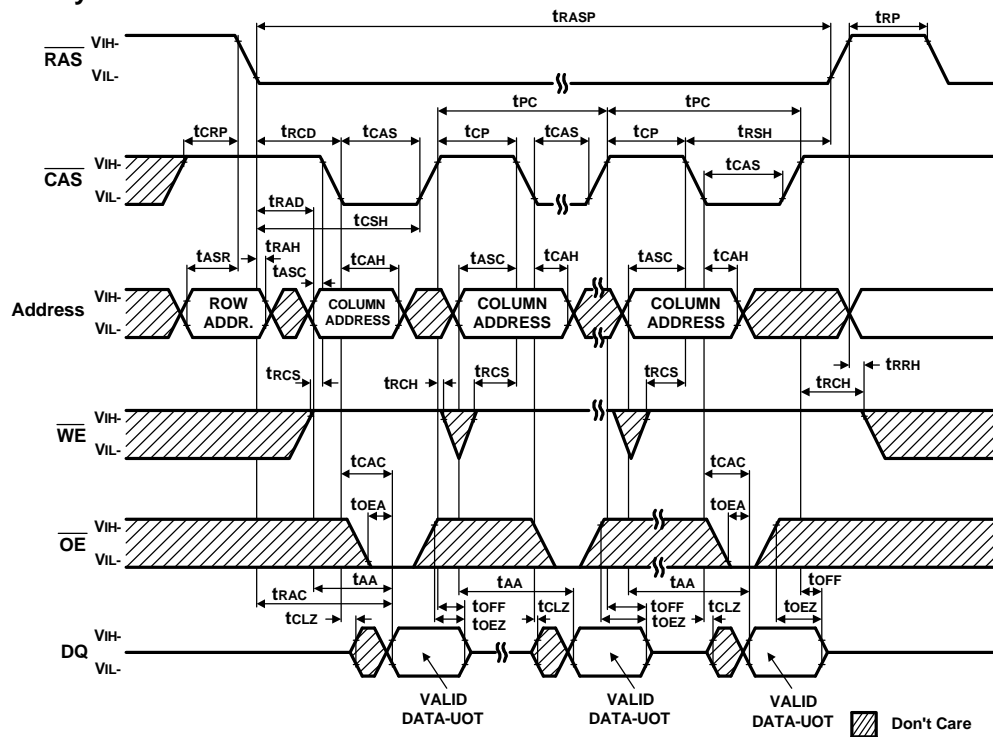 tRASP tRP
VIH-
RAS
VIL-
tPC tPC
tCRP tRCD tCAS tCP tCAS tCP tRSH
VIH-
CAS
VIL-
tCAS
tRAD
tCSH
tASR tRAH tASC tCAH tASC tCAH tASC tCAH
Address
VIH-
VIL-
ROW
ADDR.
COLUMN
ADDRESS
COLUMN
ADDRESS
COLUMN
ADDRESS
tRCS tRCH tRCS tRCS tRCH tRRH
VIH-
WE
VIL-
tCAC tCAC
tOEA tOEA
VIH-
OE
VIL-
tAA tAA tAA tOFF
tRAC
tCLZ tOFF tCLZ tOFF tCLZ tOEZ
tOEZ tOEZ
VIH-
DQ
VIL-
VALID
DATA-UOT
VALID
DATA-UOT
VALID
DATA-UOT
Don't Care